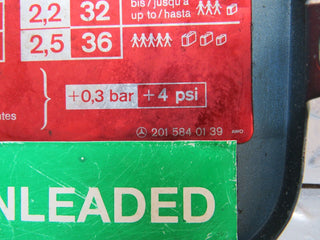 bis/jusqu'à
2,2 32 up to/hasta
2,5 36
+0,3 bar +4 psi
ntes
201 584 01 39
NLEADED